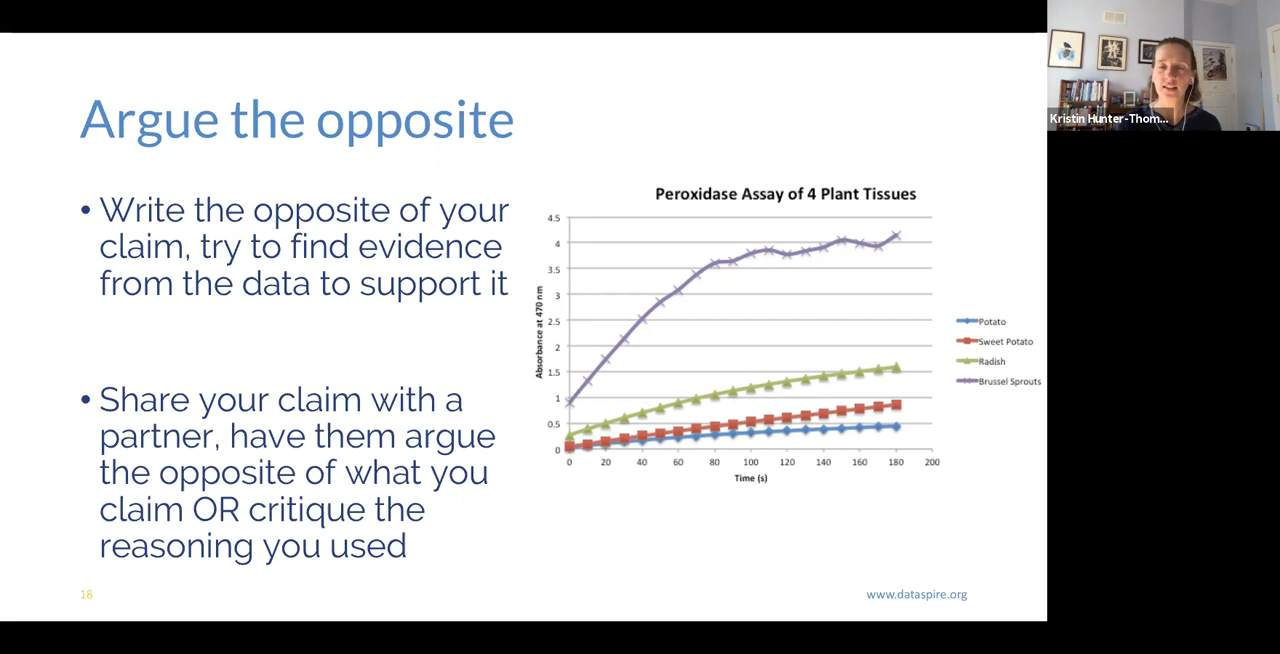 Argue the opposite
• Write the opposite of your
claim, try to find evidence
from the data to support it
• Share your claim with a
partner, have them argue
the opposite of what you
claim OR critique the
reasoning you used
Peroxidase Assay of 4 Plant Tissues
4.5
4
3.5
3
2.5
2
1.5
1
0.5
0
Absorbance at 470 nm
0 20 40 60 80 100 120 140 160 180 200
Time (s)
Potato
Sweet Potato
Radish
Brussel Sprouts
18
www.dataspire.org
Kristin Hunter-Thom...